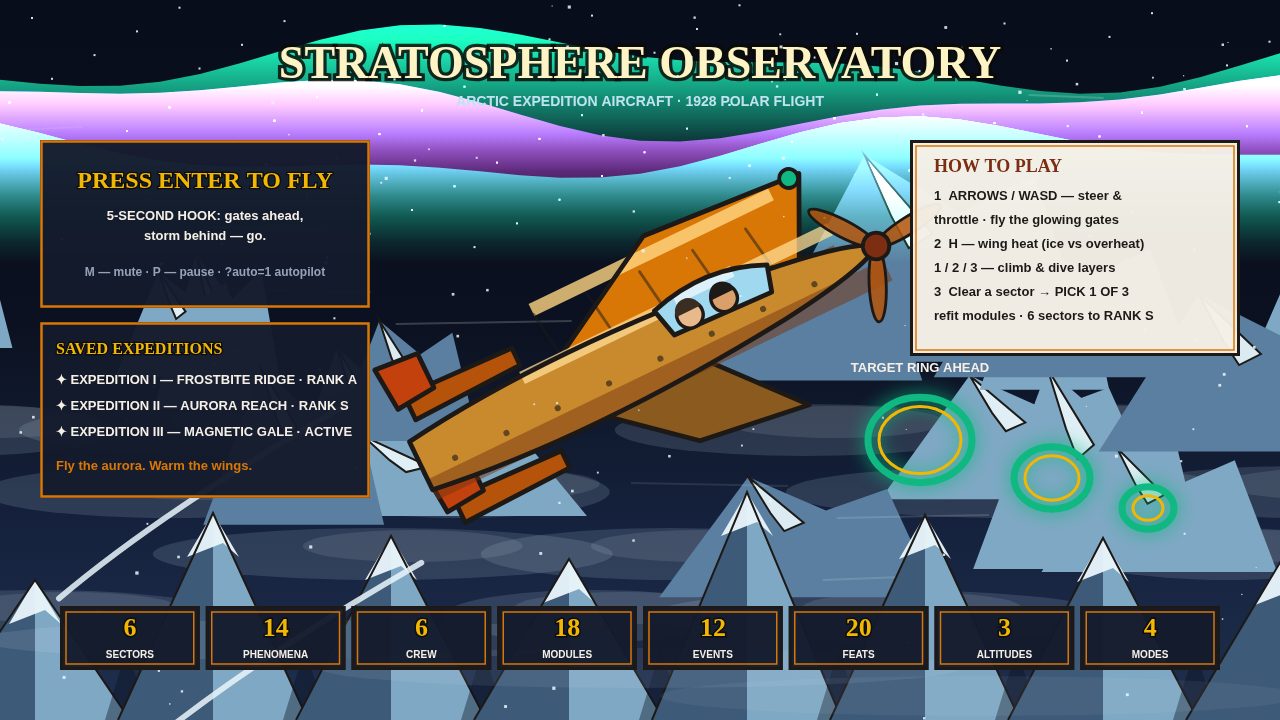 STRATOSPHERE OBSERVATORY
ARCTIC EXPEDITION AIRCRAFT · 1928 POLAR FLIGHT
PRESS ENTER TO FLY
5-SECOND HOOK: gates ahead,
storm behind — go.
M — mute · P — pause · ?auto=1 autopilot
SAVED EXPEDITIONS
✦ EXPEDITION I — FROSTBITE RIDGE · RANK A
✦ EXPEDITION II — AURORA REACH · RANK S
✦ EXPEDITION III — MAGNETIC GALE · ACTIVE
Fly the aurora. Warm the wings.
HOW TO PLAY
1 ARROWS / WASD — steer &
throttle · fly the glowing gates
2 H — wing heat (ice vs overheat)
1 / 2 / 3 — climb & dive layers
3 Clear a sector → PICK 1 OF 3
refit modules · 6 sectors to RANK S
TARGET RING AHEAD
6
SECTORS
14
PHENOMENA
6
CREW
18
MODULES
12
EVENTS
20
FEATS
3
ALTITUDES
4
MODES